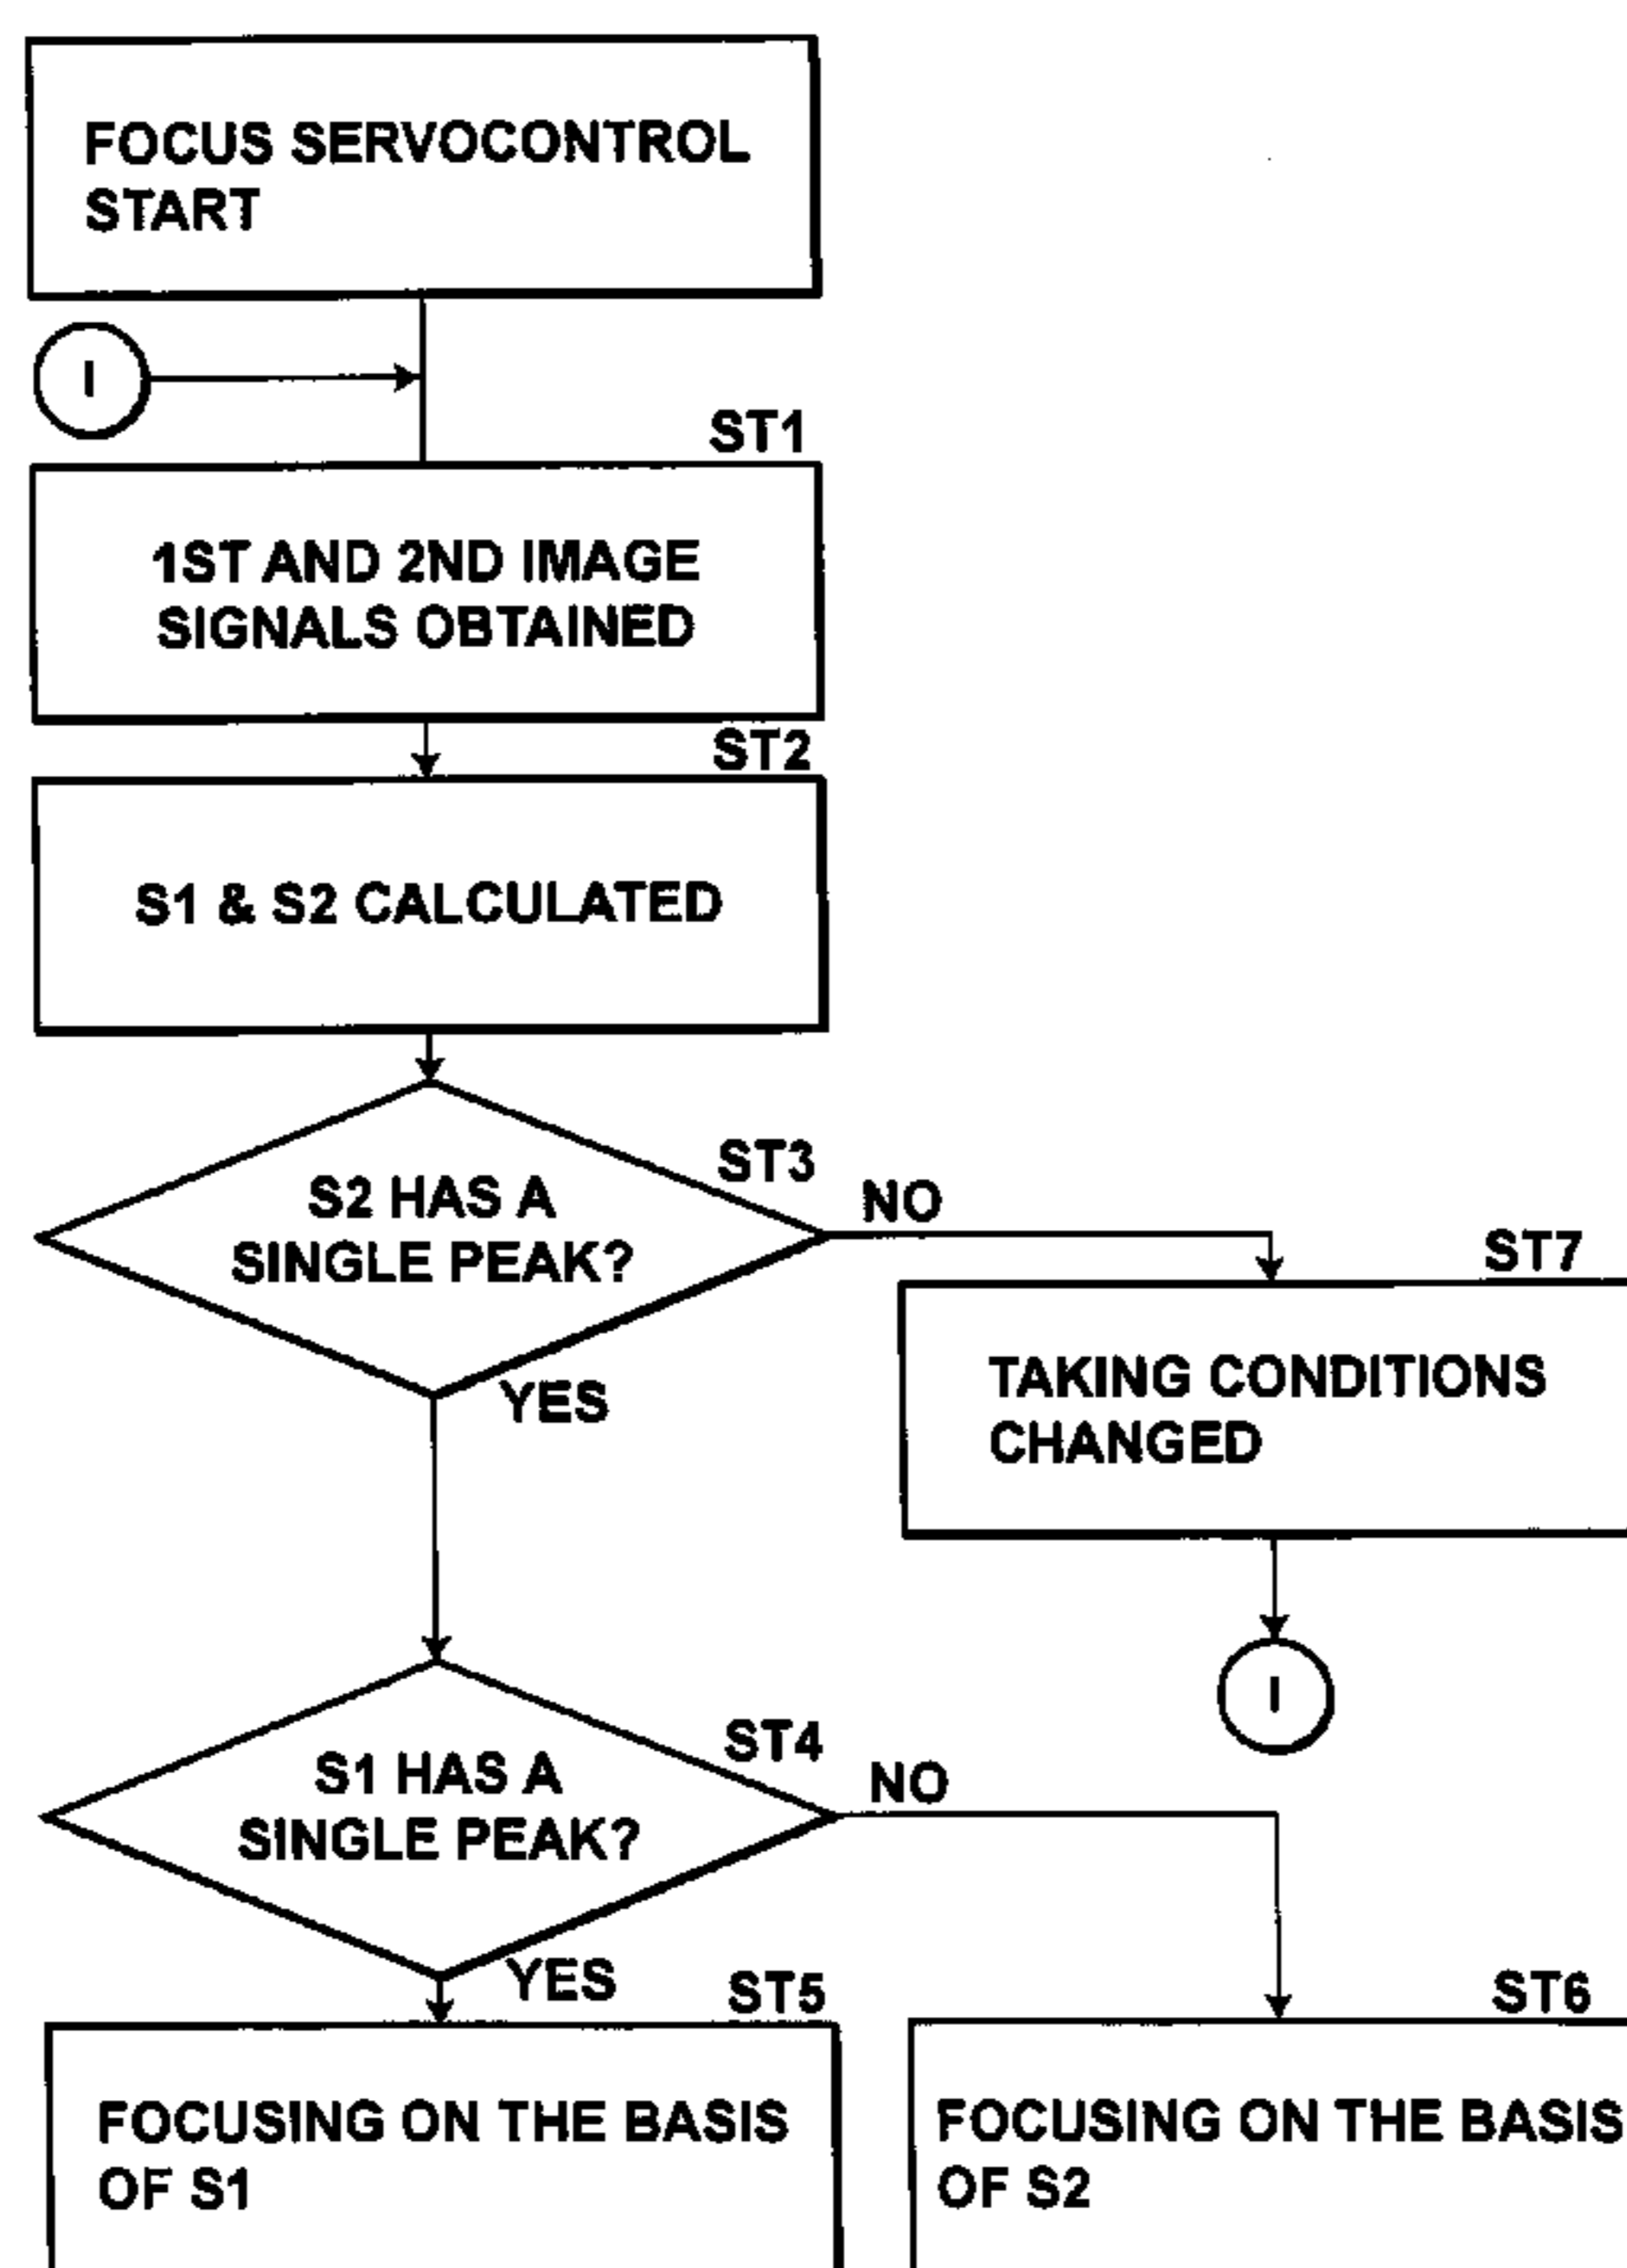 FOCUS SERVOCONTROL
START
I
ST1
1ST AND 2ND IMAGE
SIGNALS OBTAINED
ST2
S1 & S2 CALCULATED
ST3
S2 HAS A
SINGLE PEAK?
NO
YES
ST7
TAKING CONDITIONS
CHANGED
I
ST4
S1 HAS A
SINGLE PEAK?
NO
YES
ST5
FOCUSING ON THE BASIS
OF S1
ST6
FOCUSING ON THE BASIS
OF S2